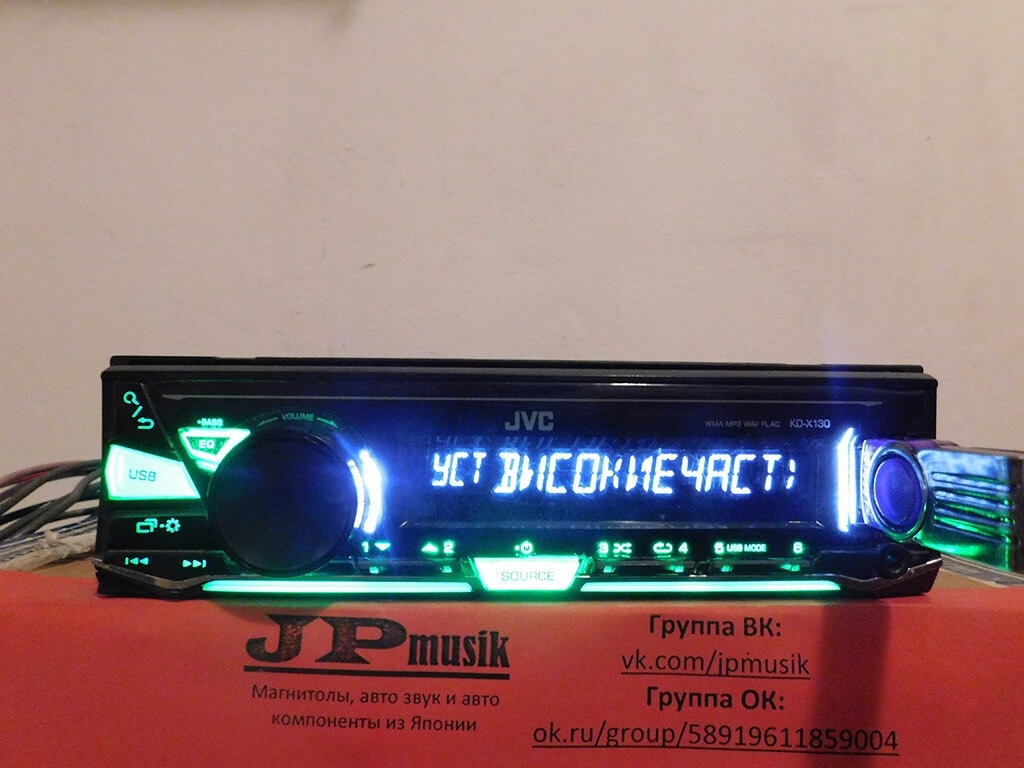 JVC
WMA MP3 WAV FLAC KD-X130
BASS
EQ
VOLUME
USB
УСТ ВИСОКИЕЧАСТ
1 2 3 4 5 USB MODE 6
SOURCE
JPmusik
Магнитолы, авто звук и авто
компоненты из Японии
Группа ВК:
vk.com/jpmusik
Группа ОК:
ok.ru/group/58919611859004